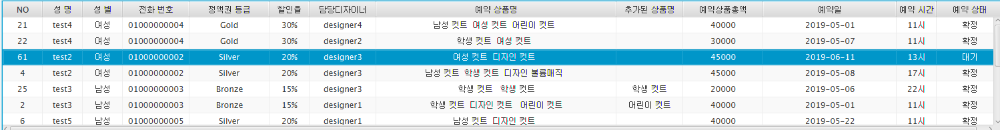 NO 성 명 성 별 전화 번호 정액권 등급 할인율 담당디자이너 예약 상품명 추가된 상품명 예약상품총액 예약일 예약 시간 예약 상태
21 test4 여성 01000000004 Gold 30% designer4 남성 컷트 여성 컷트 어린이 컷트 40000 2019-05-01 11시 확정
22 test4 여성 01000000004 Gold 30% designer2 학생 컷트 여성 컷트 30000 2019-05-07 11시 확정
61 test2 여성 01000000002 Silver 20% designer3 여성 컷트 디자인 컷트 45000 2019-06-11 13시 대기
4 test2 여성 01000000002 Silver 20% designer3 남성 컷트 학생 컷트 디자인 볼륨매직 45000 2019-05-08 17시 확정
25 test3 남성 01000000003 Bronze 15% designer3 학생 컷트 학생 컷트 학생 컷트 20000 2019-05-06 22시 확정
2 test3 남성 01000000003 Bronze 15% designer1 학생 컷트 디자인 컷트 어린이 컷트 어린이 컷트 40000 2019-05-01 11시 확정
6 test5 남성 01000000005 Silver 20% designer1 남성 컷트 디자인 컷트 40000 2019-05-22 11시 확정